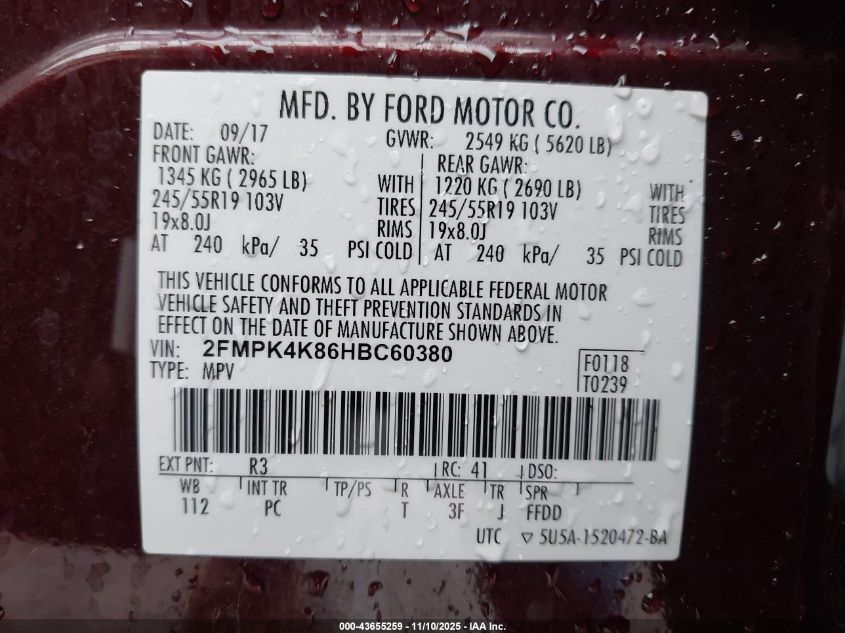 MFD. BY FORD MOTOR CO.
DATE: 09/17 GVWR: 2549 KG ( 5620 LB)
FRONT GAWR: REAR GAWR:
1345 KG ( 2965 LB) WITH 1220 KG ( 2690 LB) WITH
245/55R19 103V TIRES 245/55R19 103V TIRES
19x8.0J RIMS 19x8.0J RIMS
AT 240 kPa/ 35 PSI COLD AT 240 kPa/ 35 PSI COLD
THIS VEHICLE CONFORMS TO ALL APPLICABLE FEDERAL MOTOR
VEHICLE SAFETY AND THEFT PREVENTION STANDARDS IN
EFFECT ON THE DATE OF MANUFACTURE SHOWN ABOVE.
VIN: 2FMPK4K86HBC60380 F0118
TYPE: MPV T0239
EXT PNT: R3 RC: 41 DSO:
WB INT TR TP/PS R AXLE TR SPR
112 PC T 3F J FFDD
UTC ▽ 5U5A-1520472-BA
000-43655259 - 11/10/2025 - IAA Inc.